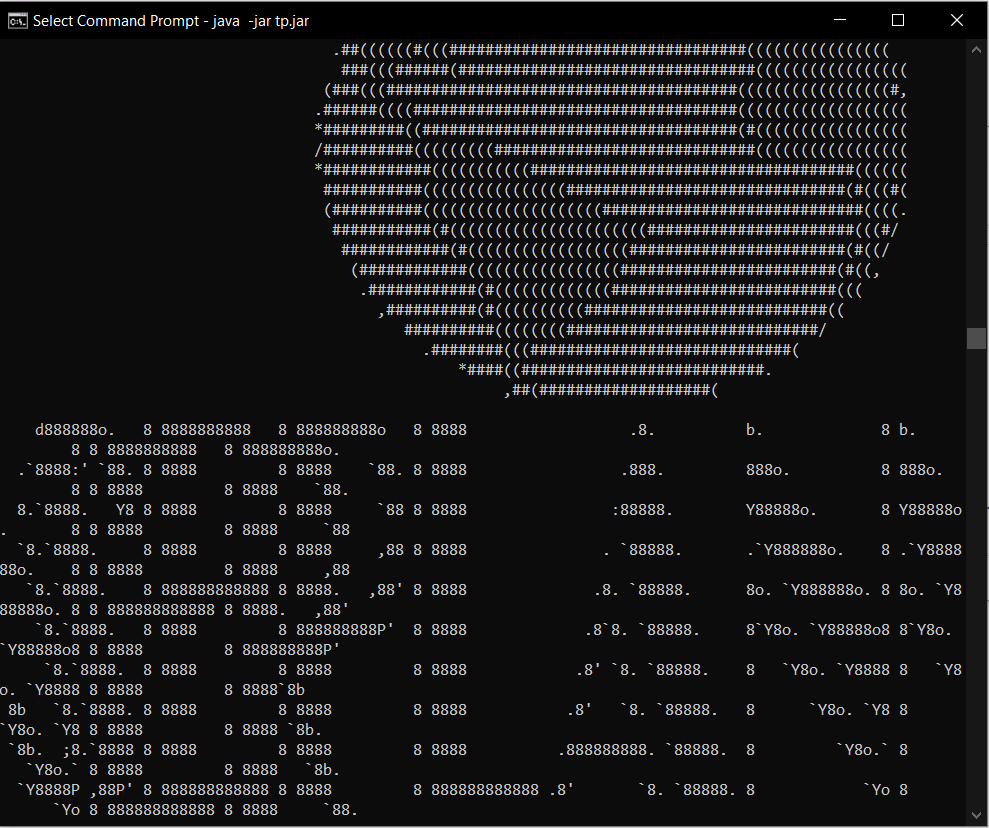 Select Command Prompt - java  -jar tp.jar
.##((((((#(((#################################((((((((((((((((
###(((######(#################################(((((((((((((((((
(###(((#######################################(((((((((((((((((#,
.######((((####################################(((((((((((((((((((
*#########((###################################(#(((((((((((((((((
/##########(((((((((#############################(((((((((((((((((
*############(((((((((((####################################((((((
###########((((((((((((((((###############################(#(((#(
(##########((((((((((((((((((((#############################((((.
###########(#((((((((((((((((((((((#######################(((#/
############(#((((((((((((((((((########################(#((/
(############(((((((((((((((((########################(#((,
.############(#(((((((((((((#########################(((
,##########(#((((((((((###########################((
##########((((((((############################/
.########(((#############################(
*####((###########################.
,##(###################(
d888888o.   8 8888888888   8 888888888o   8 8888                  .8.          b.             8 b.
8 8 8888888888   8 888888888o.
.`8888:' `88. 8 8888         8 8888    `88. 8 8888                 .888.         888o.          8 888o.
8 8 8888         8 8888    `88.
8.`8888.   Y8 8 8888         8 8888     `88 8 8888                :88888.        Y88888o.       8 Y88888o
.       8 8 8888         8 8888     `88
`8.`8888.     8 8888         8 8888     ,88 8 8888               . `88888.       .`Y888888o.    8 .`Y8888
88o.    8 8 8888         8 8888     ,88
`8.`8888.    8 888888888888 8 8888.   ,88' 8 8888              .8. `88888.      8o. `Y888888o. 8 8o. `Y8
88888o. 8 8 888888888888 8 8888.   ,88'
`8.`8888.   8 8888         8 888888888P'  8 8888             .8`8. `88888.     8`Y8o. `Y88888o8 8`Y8o.
`Y88888o8 8 8888         8 888888888P'
`8.`8888.  8 8888         8 8888         8 8888            .8' `8. `88888.    8   `Y8o. `Y8888 8   `Y8
o. `Y8888 8 8888         8 8888`8b
8b   `8.`8888. 8 8888         8 8888         8 8888           .8'   `8. `88888.   8      `Y8o. `Y8 8
`Y8o. `Y8 8 8888         8 8888 `8b.
`8b.  ;8.`8888 8 8888         8 8888         8 8888          .888888888. `88888.  8         `Y8o.` 8
`Y8o.` 8 8888         8 8888   `8b.
`Y8888P ,88P' 8 888888888888 8 8888         8 888888888888 .8'       `8. `88888. 8            `Yo 8
`Yo 8 888888888888 8 8888     `88.